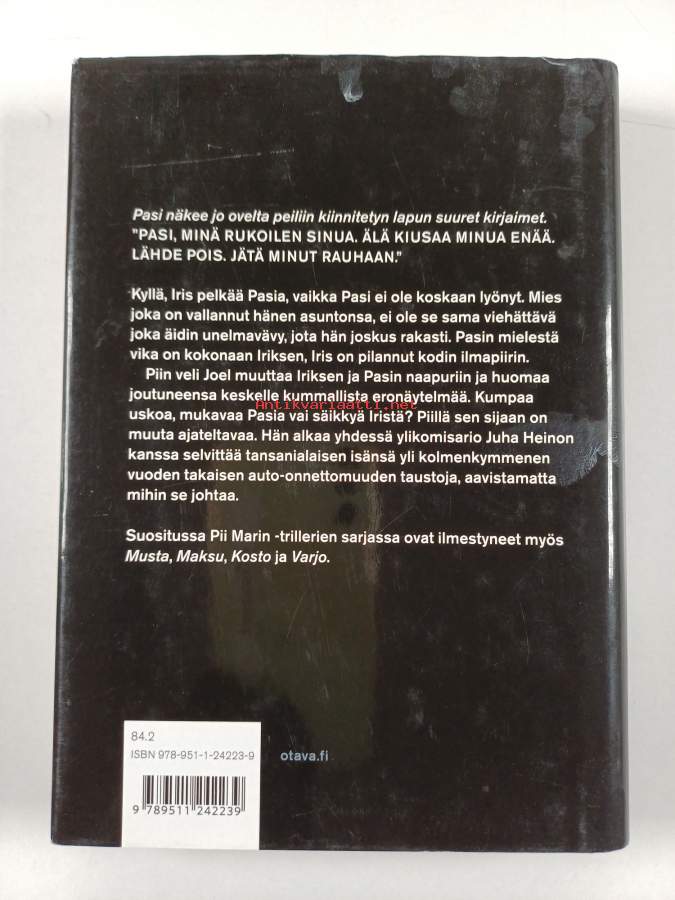 Pasi näkee jo ovelta peiliin kiinnitetyn lapun suuret kirjaimet.
"PASI, MINÄ RUKOILEN SINUA. ÄLÄ KIUSAA MINUA ENÄÄ.
LÄHDE POIS. JÄTÄ MINUT RAUHAAN."
Kyllä, Iris pelkää Pasia, vaikka Pasi ei ole koskaan lyönyt. Mies
joka on vallannut hänen asuntonsa, ei ole se sama viehättävä
joka äidin unelmavävy, jota hän joskus rakasti. Pasin mielestä
vika on kokonaan Iriksen, Iris on pilannut kodin ilmapiirin.
Piin veli Joel muuttaa Iriksen ja Pasin naapuriin ja huomaa
joutuneensa keskelle kummallista eronäytelmää. Kumpaa
Antikvariaatti.net
uskoa, mukavaa Pasia vai säikkyä Iristä? Piillä sen sijaan on
muuta ajateltavaa. Hän alkaa yhdessä ylikomisario Juha Heinon
kanssa selvittää tansanialaisen isänsä yli kolmenkymmenen
vuoden takaisen auto-onnettomuuden taustoja, aavistamatta
mihin se johtaa.
Suositussa Pii Marin -trillerien sarjassa ovat ilmestyneet myös
Musta, Maksu, Kosto ja Varjo.
84.2
ISBN 978-951-1-24223-9
otava.fi
9 789511 242239